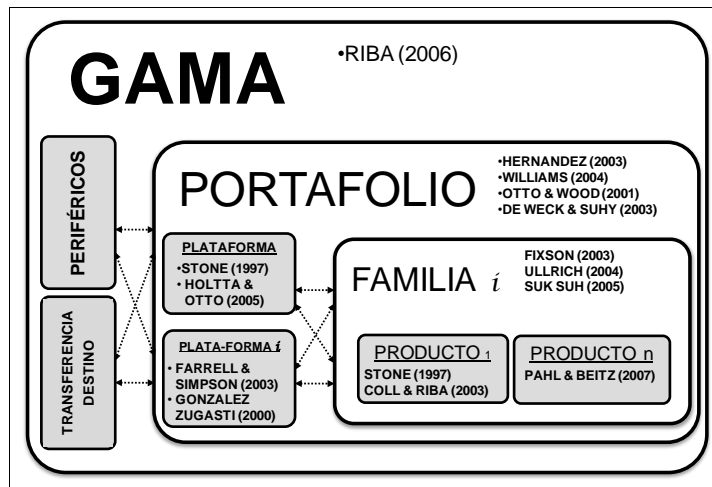 GAMA
•RIBA (2006)
PERIFÉRICOS
TRANSFERENCIA
DESTINO
PORTAFOLIO
•HERNANDEZ (2003)
•WILLIAMS (2004)
•OTTO & WOOD (2001)
•DE WECK & SUHY (2003)
PLATAFORMA
•STONE (1997)
• HOLTTA &
OTTO (2005)
PLATA-FORMA i
• FARRELL &
SIMPSON
(2003)
• GONZALEZ
ZUGASTI (2000)
FAMILIA i
FIXSON (2003)
ULLRICH (2004)
SUK SUH (2005)
PRODUCTO 1
STONE (1997)
COLL & RIBA (2003)
PRODUCTO n
PAHL & BEITZ (2007)